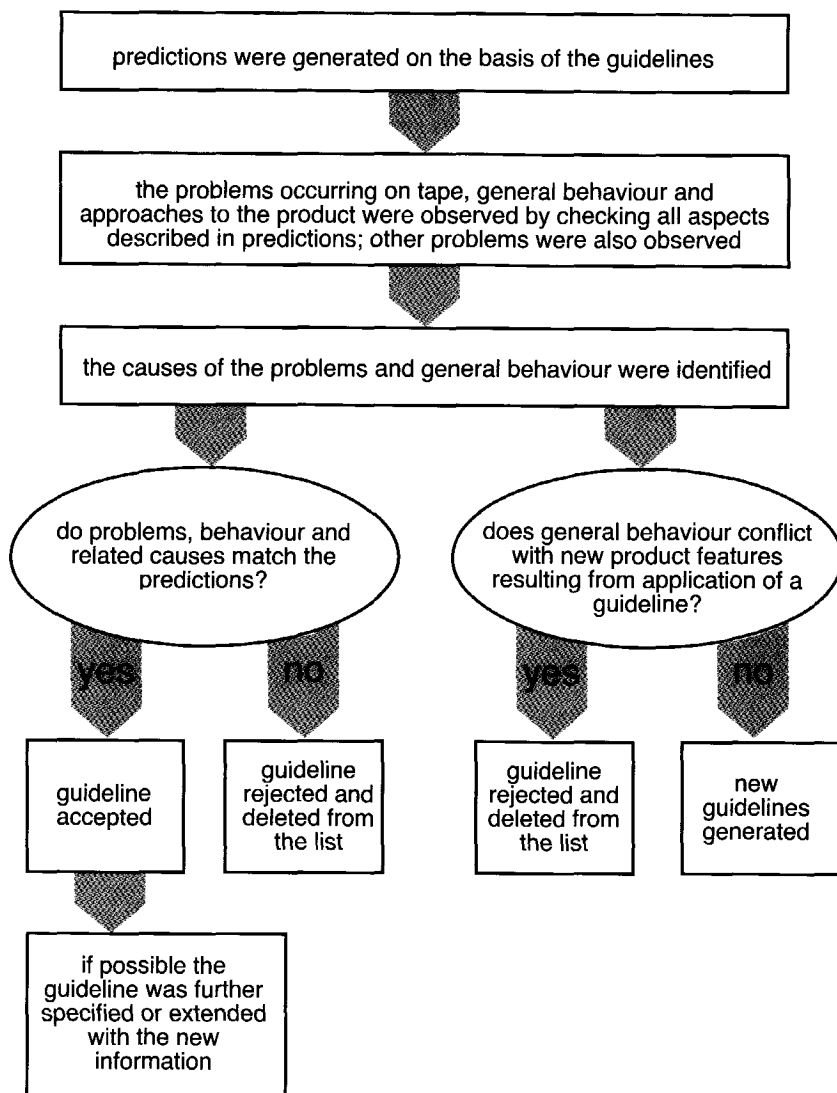 predictions were generated on the basis of the guidelines
the problems occurring on tape, general behaviour and
approaches to the product were observed by checking all aspects
described in predictions; other problems were also observed
the causes of the problems and general behaviour were identified
do problems, behaviour and
related causes match the
predictions?
does general behaviour conflict
with new product features
resulting from application of a
guideline?
yes
no
yes
no
guideline
accepted
guideline
rejected and
deleted from
the list
guideline
rejected and
deleted from
the list
new
guidelines
generated
if possible the
guideline was further
specified or extended
with the new
information